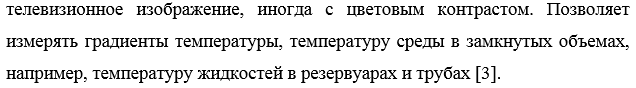 телевизионное изображение, иногда с цветовым контрастом. Позволяет
измерять градиенты температуры, температуру среды в замкнутых объемах,
например, температуру жидкостей в резервуарах и трубах [3].